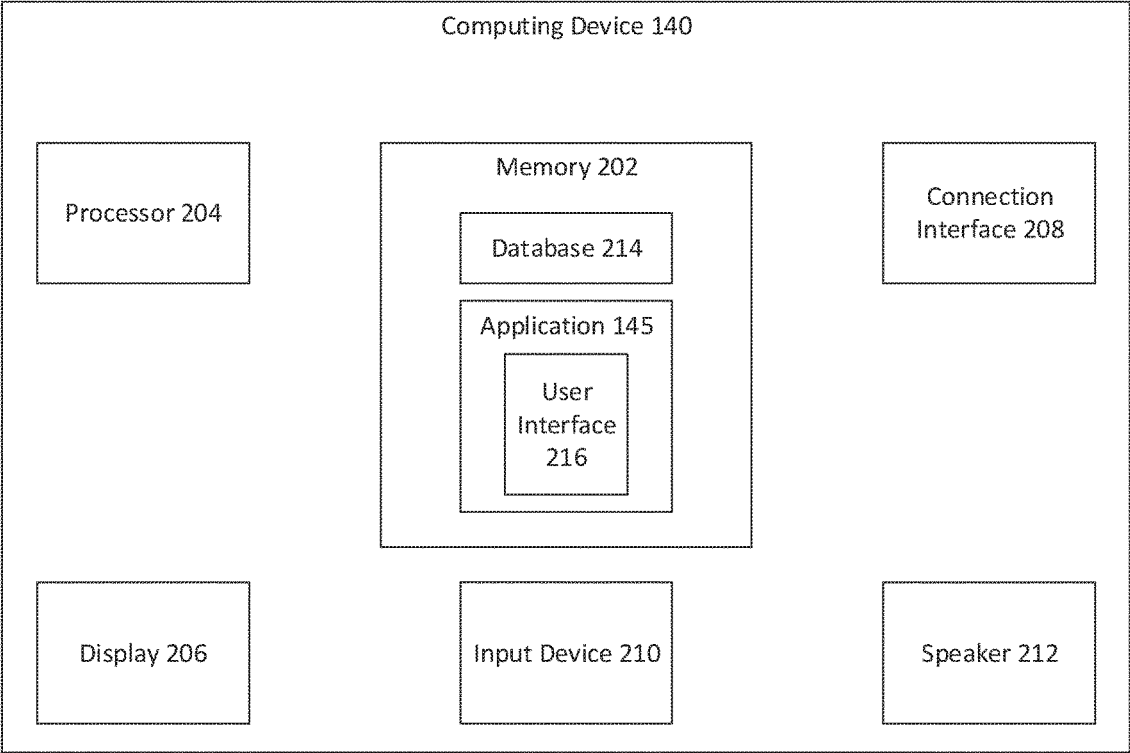 Computing Device 140
Processor 204
Memory 202
Connection
Interface 208
Database 214
Application 145
User
Interface
216
Display 206
Input Device 210
Speaker 212